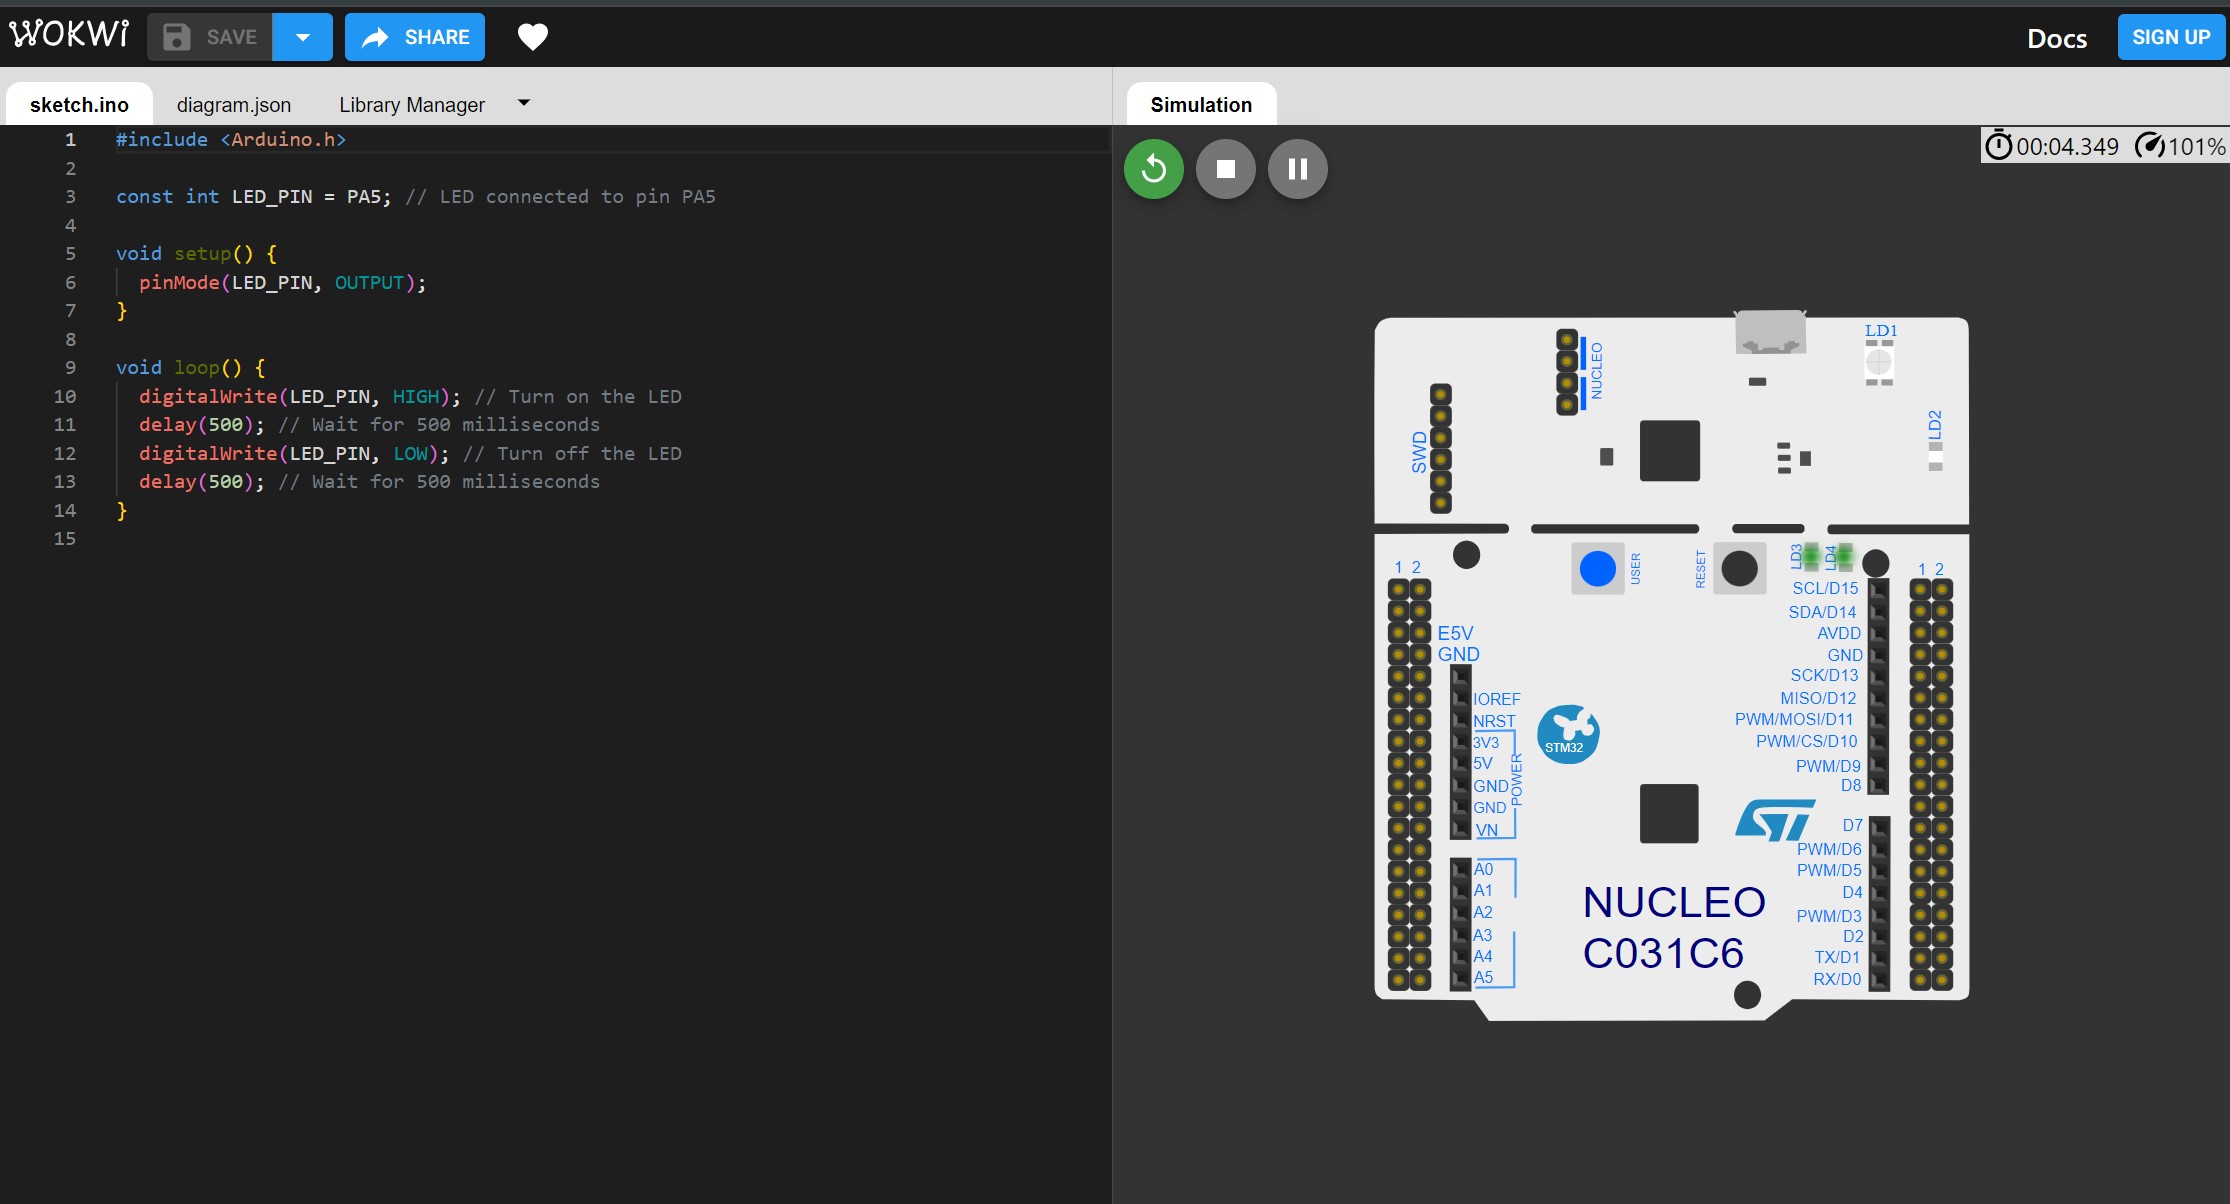 WOKWi
SAVE
SHARE
Docs
SIGN UP
sketch.ino
diagram.json
Library Manager
Simulation
1 #include <Arduino.h>
2
3 const int LED_PIN = PA5; // LED connected to pin PA5
4
5 void setup() {
6 pinMode(LED_PIN, OUTPUT);
7 }
8
9 void loop() {
10 digitalWrite(LED_PIN, HIGH); // Turn on the LED
11 delay(500); // Wait for 500 milliseconds
12 digitalWrite(LED_PIN, LOW); // Turn off the LED
13 delay(500); // Wait for 500 milliseconds
14 }
15
00:04.349 101%
LD1
NUCLEO
LD2
SWD
LD3
LD4
USER
RESET
1 2
1 2
E5V
GND
IOREF
NRST
3V3
5V
GND
GND
VN
POWER
A0
A1
A2
A3
A4
A5
STM32
ST
NUCLEO
C031C6
SCL/D15
SDA/D14
AVDD
GND
SCK/D13
MISO/D12
PWM/MOSI/D11
PWM/CS/D10
PWM/D9
D8
D7
PWM/D6
PWM/D5
D4
PWM/D3
D2
TX/D1
RX/D0